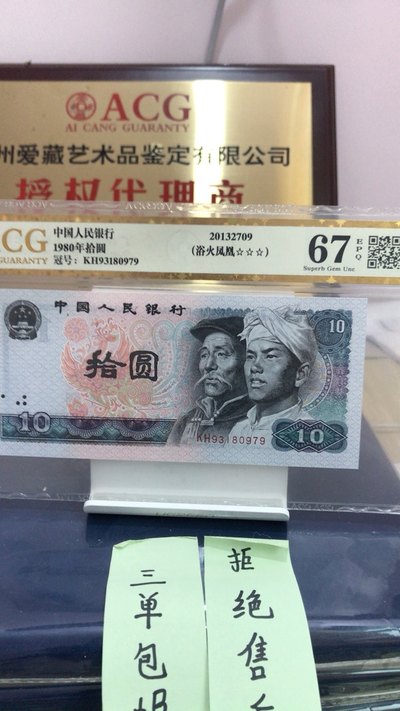 ACG
AI CANG GUARANTY
州爱藏艺术品鉴定有限公司
授权代理商
CG
GUARANTY
中国人民银行
1980年拾圆
冠号: KH93180979
20132709
(浴火凤凰☆☆☆)
67
EPQ
Superb Gem Unc
中国人民银行
10
拾圆
KH93180979
10
10
三单包
拒绝售